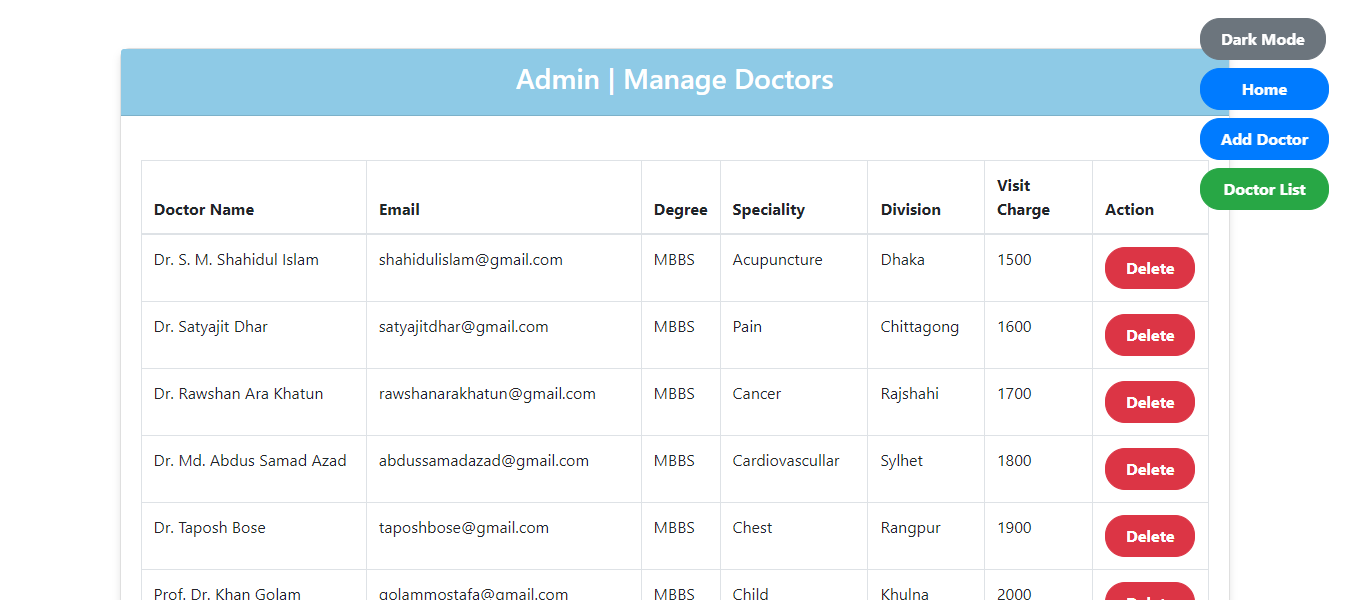 Dark Mode
Admin | Manage Doctors
Home
Add Doctor
Doctor List
Doctor Name Email Degree Speciality Division Visit Charge Action
Dr. S. M. Shahidul Islam shahidulislam@gmail.com MBBS Acupuncture Dhaka 1500 Delete
Dr. Satyajit Dhar satyajitdhar@gmail.com MBBS Pain Chittagong 1600 Delete
Dr. Rawshan Ara Khatun rawshanarakhatun@gmail.com MBBS Cancer Rajshahi 1700 Delete
Dr. Md. Abdus Samad Azad abdussamadazad@gmail.com MBBS Cardiovascullar Sylhet 1800 Delete
Dr. Taposh Bose taposhbose@gmail.com MBBS Chest Rangpur 1900 Delete
Prof. Dr. Khan Golam golammostafa@gmail.com MBBS Child Khulna 2000 Delete